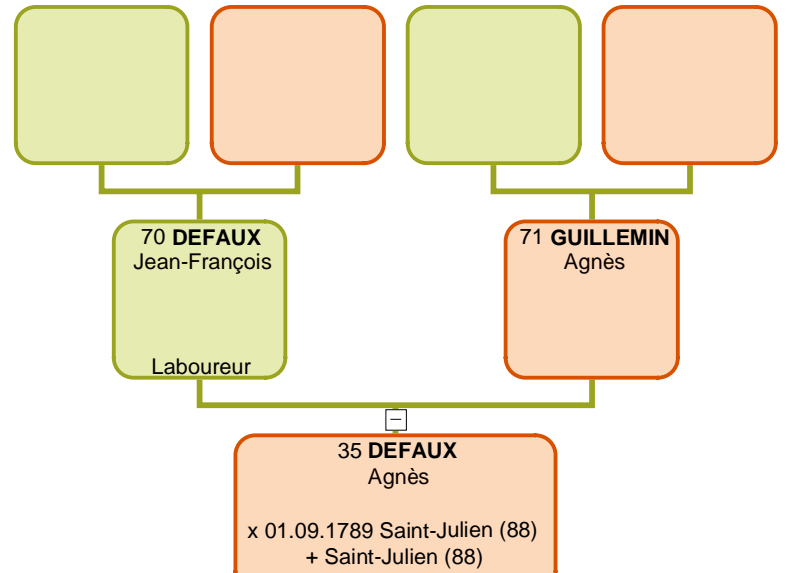 70 DEFAUX
Jean-François
Laboureur
71 GUILLEMIN
Agnès
35 DEFAUX
Agnès
x 01.09.1789 Saint-Julien (88)
+ Saint-Julien (88)